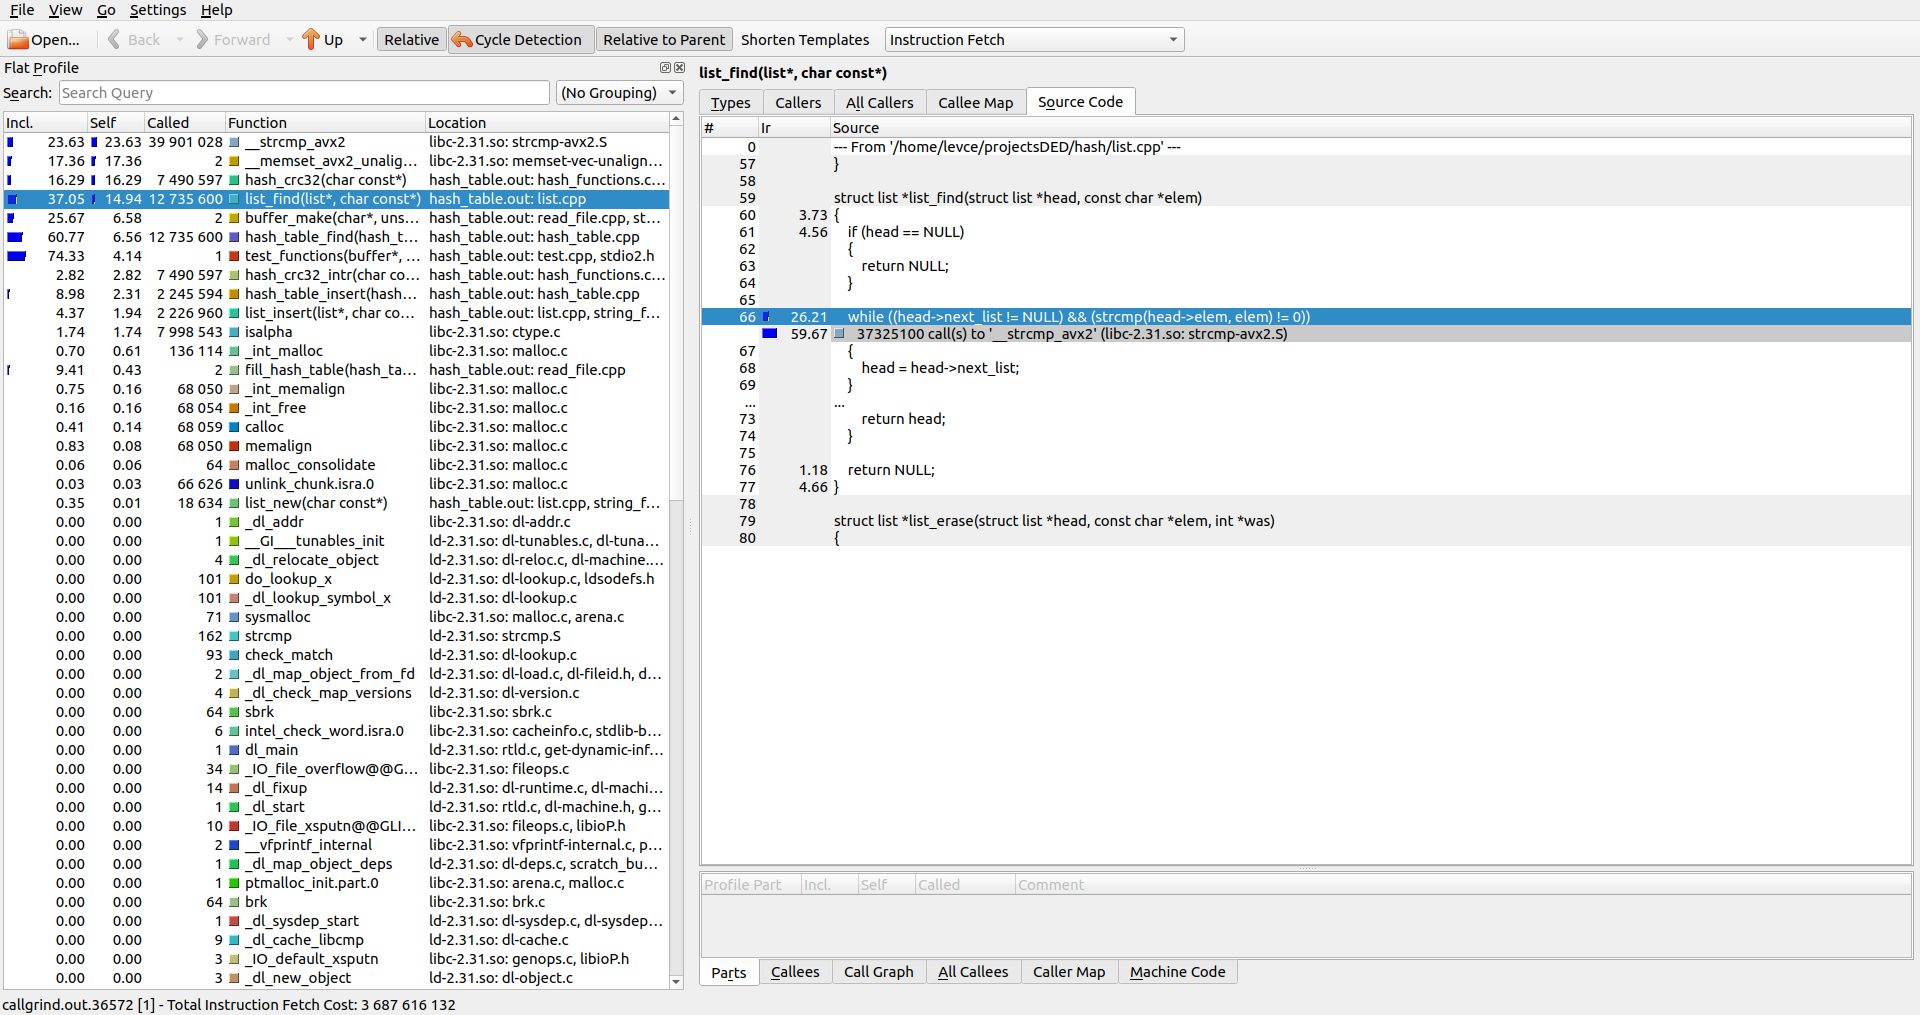 File View Go Settings Help
Open... Back Forward Up Relative Cycle Detection Relative to Parent Shorten Templates Instruction Fetch
Flat Profile
Search: Search Query (No Grouping)
Incl. Self Called Function Location
23.63 23.63 39 901 028 __strcmp_avx2 libc-2.31.so: strcmp-avx2.S
17.36 17.36 2 __memset_avx2_unalig... libc-2.31.so: memset-vec-unalign...
16.29 16.29 7 490 597 hash_crc32(char const*) hash_table.out: hash_functions.c...
37.05 14.94 12 735 600 list_find(list*, char const*) hash_table.out: list.cpp
25.67 6.58 2 buffer_make(char*, uns... hash_table.out: read_file.cpp, st...
60.77 6.56 12 735 600 hash_table_find(hash_t... hash_table.out: hash_table.cpp
74.33 4.14 1 test_functions(buffer*, ... hash_table.out: test.cpp, stdio2.h
2.82 2.82 7 490 597 hash_crc32_intr(char co... hash_table.out: hash_functions.c...
8.98 2.31 2 245 594 hash_table_insert(hash... hash_table.out: hash_table.cpp
4.37 1.94 2 226 960 list_insert(list*, char co... hash_table.out: list.cpp, string_f...
1.74 1.74 7 998 543 isalpha libc-2.31.so: ctype.c
0.70 0.61 136 114 _int_malloc libc-2.31.so: malloc.c
9.41 0.43 2 fill_hash_table(hash_ta... hash_table.out: read_file.cpp
0.75 0.16 68 050 _int_memalign libc-2.31.so: malloc.c
0.16 0.16 68 054 _int_free libc-2.31.so: malloc.c
0.41 0.14 68 059 calloc libc-2.31.so: malloc.c
0.83 0.08 68 050 memalign libc-2.31.so: malloc.c
0.06 0.06 64 malloc_consolidate libc-2.31.so: malloc.c
0.03 0.03 66 626 unlink_chunk.isra.0 libc-2.31.so: malloc.c
0.35 0.01 18 634 list_new(char const*) hash_table.out: list.cpp, string_f...
0.00 0.00 1 _dl_addr libc-2.31.so: dl-addr.c
0.00 0.00 1 __GI___tunables_init ld-2.31.so: dl-tunables.c, dl-tuna...
0.00 0.00 4 _dl_relocate_object ld-2.31.so: dl-reloc.c, dl-machine....
0.00 0.00 101 do_lookup_x ld-2.31.so: dl-lookup.c, ldsodefs.h
0.00 0.00 101 _dl_lookup_symbol_x ld-2.31.so: dl-lookup.c
0.00 0.00 71 sysmalloc libc-2.31.so: malloc.c, arena.c
0.00 0.00 162 strcmp ld-2.31.so: strcmp.S
0.00 0.00 93 check_match ld-2.31.so: dl-lookup.c
0.00 0.00 2 _dl_map_object_from_fd ld-2.31.so: dl-load.c, dl-fileid.h, d...
0.00 0.00 4 _dl_check_map_versions ld-2.31.so: dl-version.c
0.00 0.00 64 sbrk libc-2.31.so: sbrk.c
0.00 0.00 6 intel_check_word.isra.0 libc-2.31.so: cacheinfo.c, stdlib-b...
0.00 0.00 1 dl_main ld-2.31.so: rtld.c, get-dynamic-inf...
0.00 0.00 34 _IO_file_overflow@@G... libc-2.31.so: fileops.c
0.00 0.00 14 _dl_fixup ld-2.31.so: dl-runtime.c, dl-machi...
0.00 0.00 1 _dl_start ld-2.31.so: rtld.c, dl-machine.h, g...
0.00 0.00 10 _IO_file_xsputn@@GLI... libc-2.31.so: fileops.c, libioP.h
0.00 0.00 2 __vfprintf_internal libc-2.31.so: vfprintf-internal.c, p...
0.00 0.00 1 _dl_map_object_deps ld-2.31.so: dl-deps.c, scratch_bu...
0.00 0.00 1 ptmalloc_init.part.0 libc-2.31.so: arena.c, malloc.c
0.00 0.00 64 brk libc-2.31.so: brk.c
0.00 0.00 1 _dl_sysdep_start ld-2.31.so: dl-sysdep.c, dl-sysdep...
0.00 0.00 9 _dl_cache_libcmp ld-2.31.so: dl-cache.c
0.00 0.00 3 _IO_default_xsputn libc-2.31.so: genops.c, libioP.h
0.00 0.00 3 _dl_new_object ld-2.31.so: dl-object.c
list_find(list*, char const*)
Types Callers All Callers Callee Map Source Code
# Ir Source
0 --- From '/home/levce/projectsDED/hash/list.cpp' ---
57 }
58
59 struct list *list_find(struct list *head, const char *elem)
60 3.73 {
61 4.56 if (head == NULL)
62 {
63 return NULL;
64 }
65
66 26.21 while ((head->next_list != NULL) && (strcmp(head->elem, elem) != 0))
59.67 37325100 call(s) to '__strcmp_avx2' (libc-2.31.so: strcmp-avx2.S)
67 {
68 head = head->next_list;
69 }
... ...
73 return head;
74 }
75
76 1.18 return NULL;
77 4.66 }
78
79 struct list *list_erase(struct list *head, const char *elem, int *was)
80 {
Profile Part Incl. Self Called Comment
Parts Callees Call Graph All Callees Caller Map Machine Code
callgrind.out.36572 [1] - Total Instruction Fetch Cost: 3 687 616 132